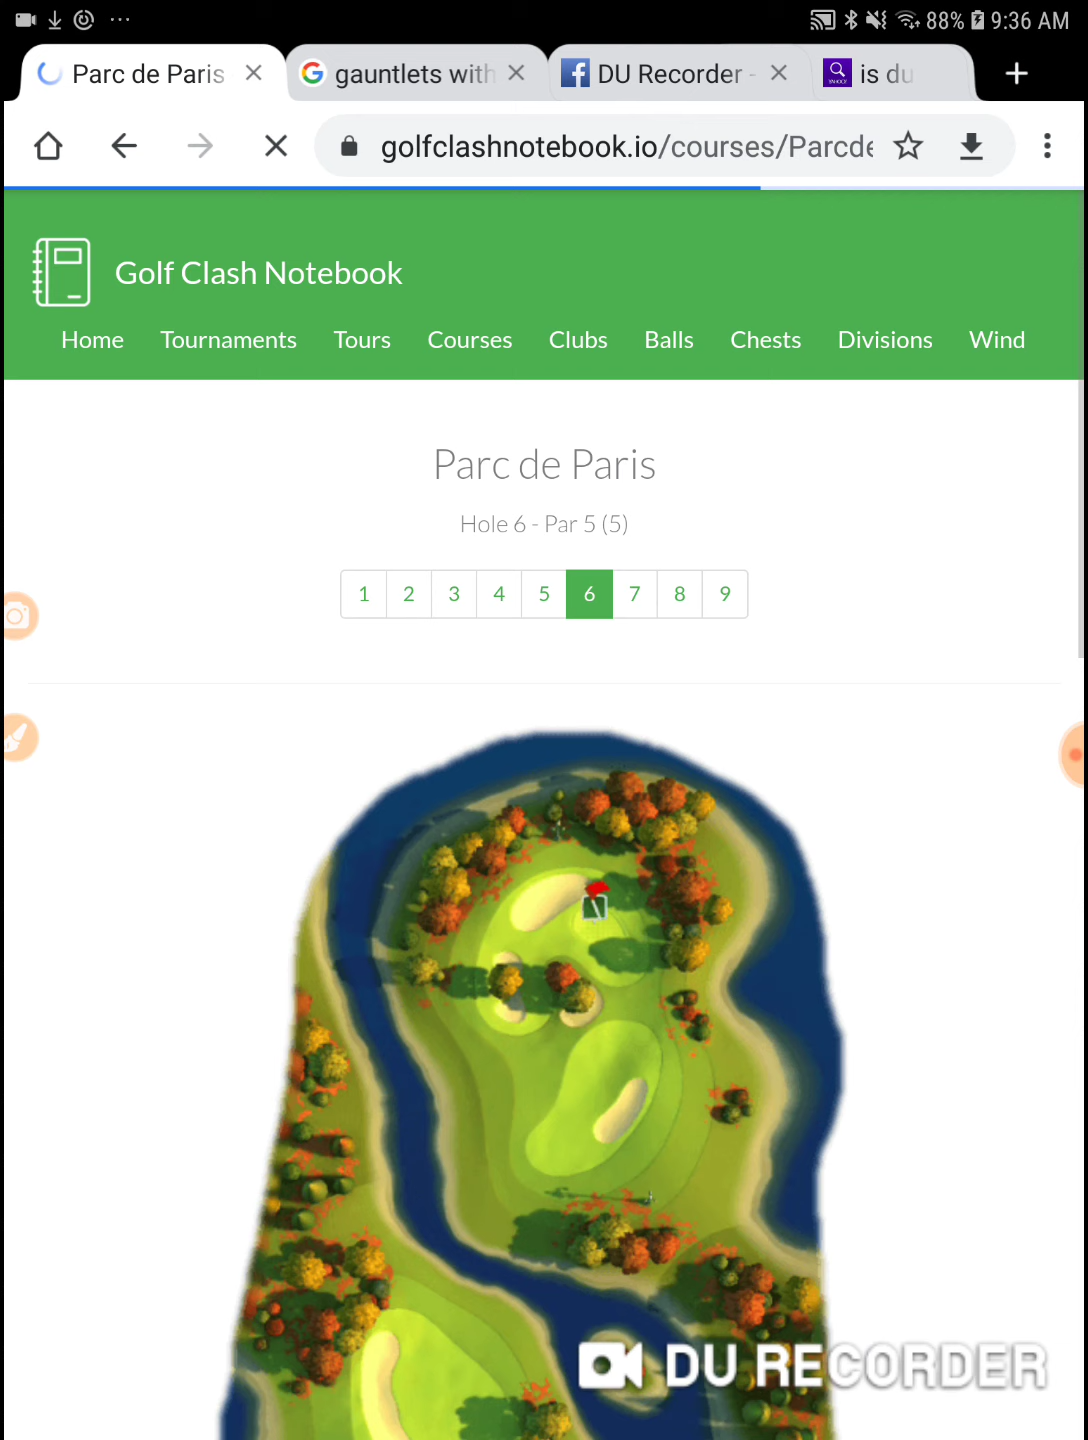 88% 9:36 AM
Parc de Paris gauntlets with DU Recorder - is du
golfclashnotebook.io/courses/Parcde
Golf Clash Notebook
Home Tournaments Tours Courses Clubs Balls Chests Divisions Wind
Parc de Paris
Hole 6 - Par 5 (5)
1 2 3 4 5 6 7 8 9
DU RECORDER